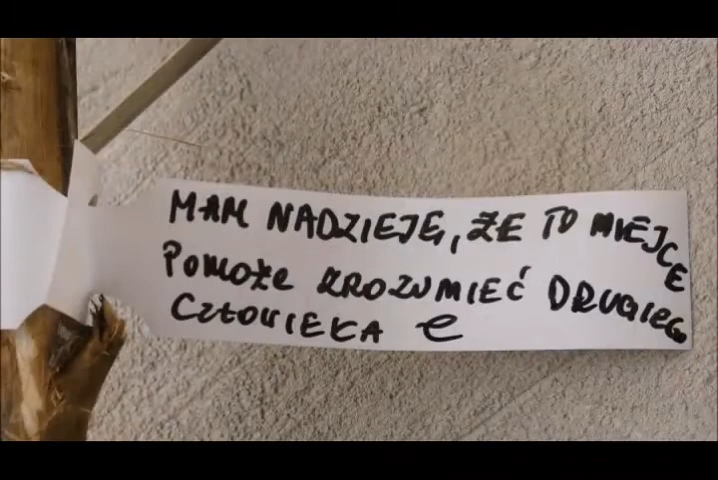 MAM NADZIEJĘ, ŻE TO MIEJSCE
POMOŻE ZROZUMIEĆ DRUGIEGO
CZŁOWIEKA